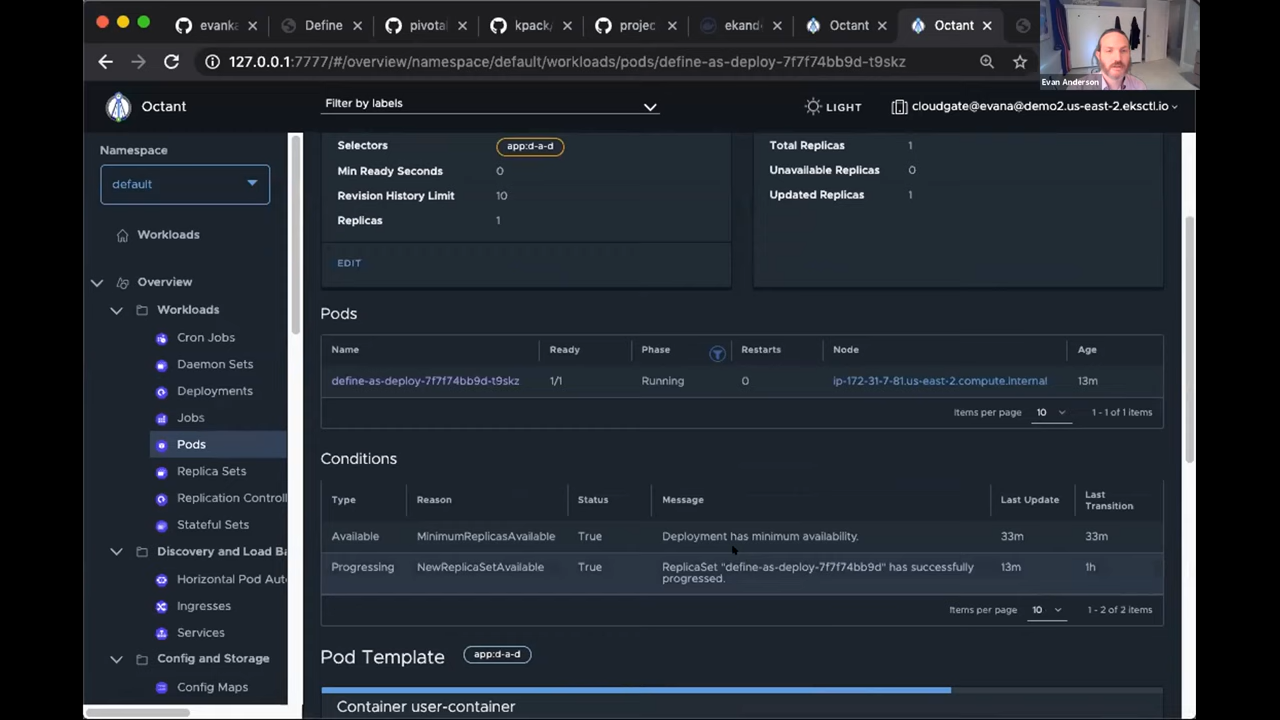 evanka
Define
pivotal
kpack/
projec
ekand
Octant
Octant
127.0.0.1:7777/#/overview/namespace/default/workloads/pods/define-as-deploy-7f7f74bb9d-t9skz
Evan Anderson
Octant
Filter by labels
LIGHT
cloudgate@evana@demo2.us-east-2.eksctl.io
Namespace
default
Workloads
Overview
Workloads
Cron Jobs
Daemon Sets
Deployments
Jobs
Pods
Replica Sets
Replication Controll
Stateful Sets
Discovery and Load Ba
Horizontal Pod Auto
Ingresses
Services
Config and Storage
Config Maps
Selectors app:d-a-d
Min Ready Seconds 0
Revision History Limit 10
Replicas 1
EDIT
Total Replicas 1
Unavailable Replicas 0
Updated Replicas 1
Pods
Name Ready Phase Restarts Node Age
define-as-deploy-7f7f74bb9d-t9skz 1/1 Running 0 ip-172-31-7-81.us-east-2.compute.internal 13m
Items per page 10 1 - 1 of 1 items
Conditions
Type Reason Status Message Last Update Last Transition
Available MinimumReplicasAvailable True Deployment has minimum availability. 33m 33m
Progressing NewReplicaSetAvailable True ReplicaSet "define-as-deploy-7f7f74bb9d" has successfully progressed. 13m 1h
Items per page 10 1 - 2 of 2 items
Pod Template app:d-a-d
Container user-container